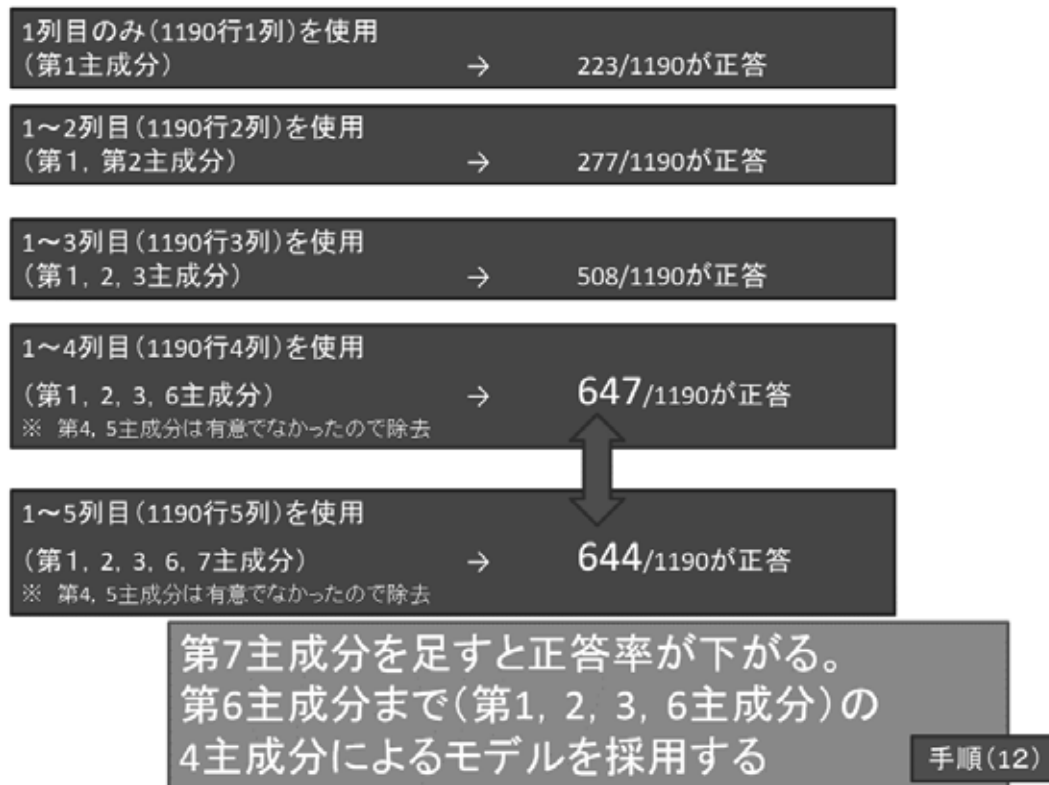 1列目のみ(1190行1列)を使用
(第1主成分) → 223/1190が正答
1～2列目(1190行2列)を使用
(第1, 第2主成分) → 277/1190が正答
1～3列目(1190行3列)を使用
(第1, 2, 3主成分) → 508/1190が正答
1～4列目(1190行4列)を使用
(第1, 2, 3, 6主成分) → 647/1190が正答
※ 第4, 5主成分は有意でなかったので除去
1～5列目(1190行5列)を使用
(第1, 2, 3, 6, 7主成分) → 644/1190が正答
※ 第4, 5主成分は有意でなかったので除去
第7主成分を足すと正答率が下がる。
第6主成分まで(第1, 2, 3, 6主成分)の
4主成分によるモデルを採用する
手順(12)